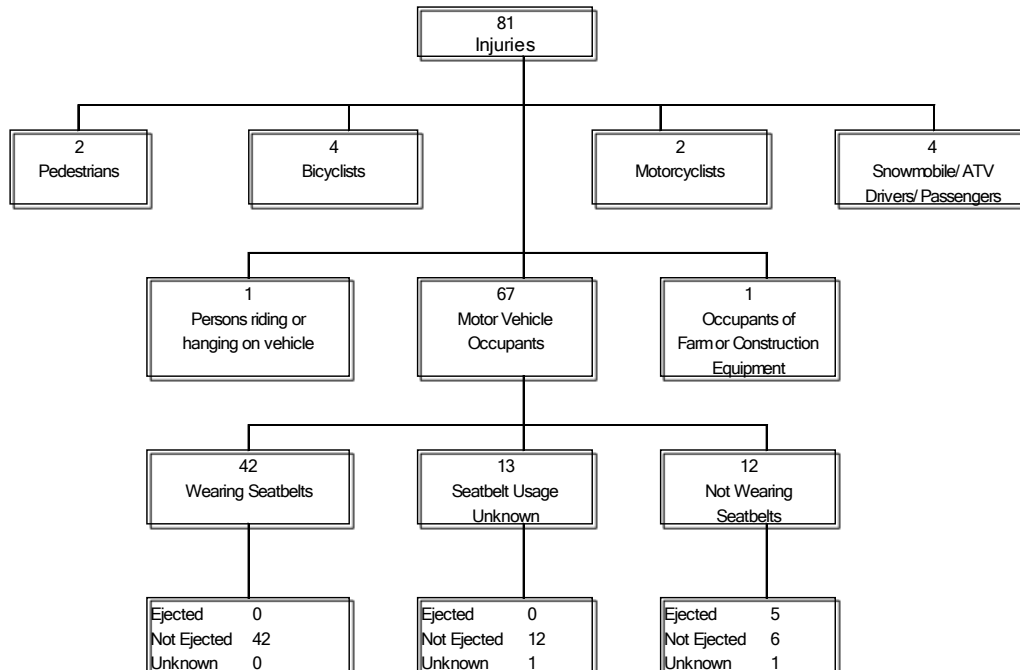 81
Injuries
2
Pedestrians
4
Bicyclists
2
Motorcyclists
4
Snowmobile/ ATV
Drivers/ Passengers
1
Persons riding or
hanging on vehicle
67
Motor Vehicle
Occupants
1
Occupants of
Farm or Construction
Equipment
42
Wearing Seatbelts
13
Seatbelt Usage
Unknown
12
Not Wearing
Seatbelts
Ejected 0
Not Ejected 42
Unknown 0
Ejected 0
Not Ejected 12
Unknown 1
Ejected 5
Not Ejected 6
Unknown 1